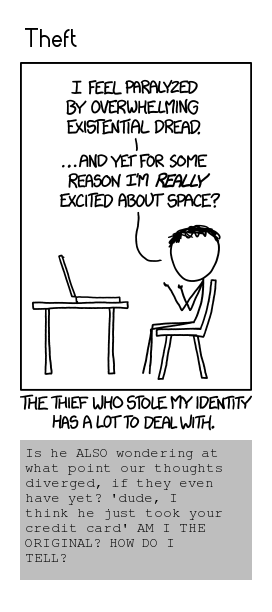 Theft
I FEEL PARALYZED
BY OVERWHELMING
EXISTENTIAL DREAD.
...AND YET FOR SOME
REASON I'M REALLY
EXCITED ABOUT SPACE?
THE THIEF WHO STOLE MY IDENTITY
HAS A LOT TO DEAL WITH.
Is he ALSO wondering at
what point our thoughts
diverged, if they even
have yet? 'dude, I
think he just took your
credit card' AM I THE
ORIGINAL? HOW DO I
TELL?